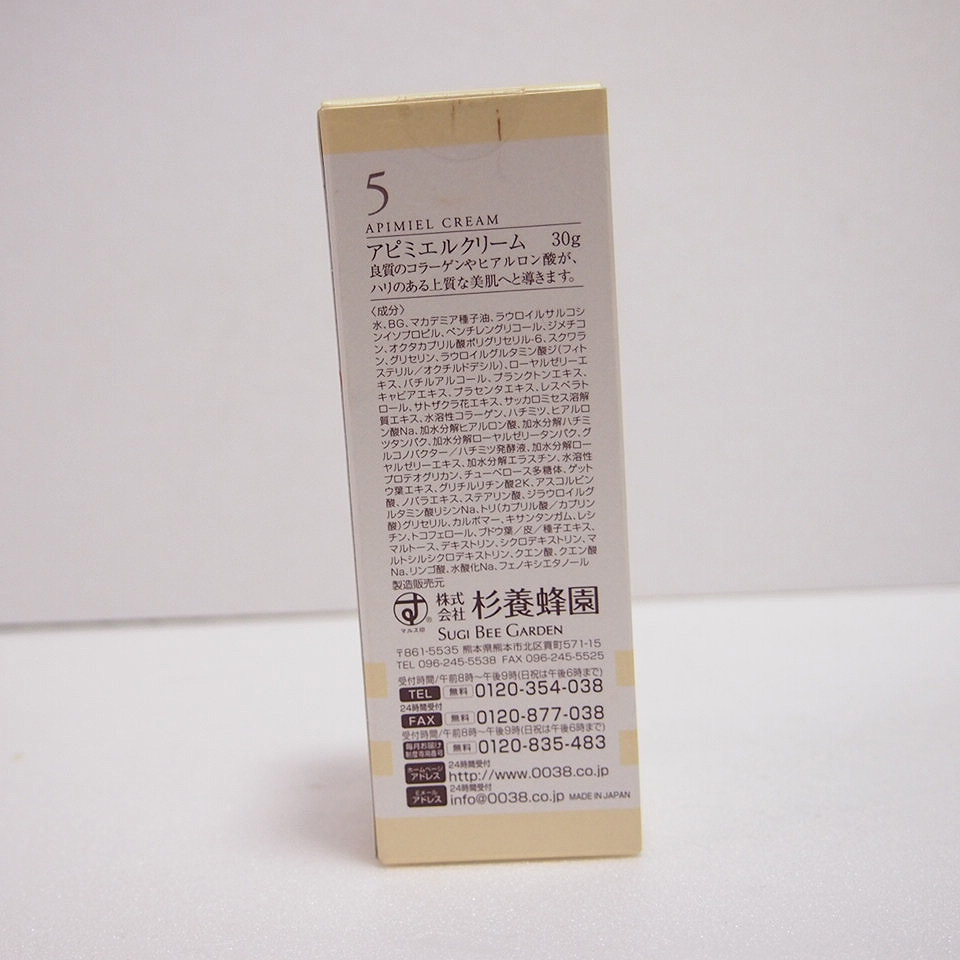 5
APIMIEL CREAM
アピミエルクリーム 30g
良質のコラーゲンやヒアルロン酸が、
ハリのある上質な美肌へと導きます。
〈成分〉
水、BG、マカデミア種子油、ラウロイルサルコシ
ンイソプロピル、ペンチレングリコール、ジメチコ
ン、オクタカプリル酸ポリグリセリル-6、スクワラ
ン、グリセリン、ラウロイルグルタミン酸ジ(フィト
ステリル/オクチルドデシル)、ローヤルゼリーエ
キス、バチルアルコール、プランクトンエキス、
キャビアエキス、プラセンタエキス、レスベラト
ロール、サトザクラ花エキス、サッカロミセス溶解
質エキス、水溶性コラーゲン、ハチミツ、ヒアルロ
ン酸Na、加水分解ヒアルロン酸、加水分解ハチミ
ツタンパク、加水分解ローヤルゼリータンパク、グ
ルコノバクター/ハチミツ発酵液、加水分解ロー
ヤルゼリーエキス、加水分解エラスチン、水溶性
プロテオグリカン、チューベロース多糖体、ゲット
ウ葉エキス、グリチルリチン酸2K、アスコルビン
酸、ノバラエキス、ステアリン酸、ジラウロイルグ
ルタミン酸リシンNa、トリ(カプリル酸/カプリン
酸)グリセリル、カルボマー、キサンタンガム、レシ
チン、トコフェロール、ブドウ葉/皮/種子エキス、
マルトース、デキストリン、シクロデキストリン、マ
ルトシルシクロデキストリン、クエン酸、クエン酸
Na、リンゴ酸、水酸化Na、フェノキシエタノール
製造販売元
マルス印 ® 株式会社 杉養蜂園
SUGI BEE GARDEN
〒861-5535 熊本県熊本市北区貢町571-15
TEL 096-245-5538 FAX 096-245-5525
受付時間/午前8時〜午後9時(日祝は午後6時まで)
TEL 無料 0120-354-038
24時間受付
FAX 無料 0120-877-038
受付時間/午前8時〜午後9時(日祝は午後6時まで)
毎月お届け制度専用番号 無料 0120-835-483
24時間受付
ホームページアドレス http://www.0038.co.jp
24時間受付
Eメールアドレス info@0038.co.jp MADE IN JAPAN